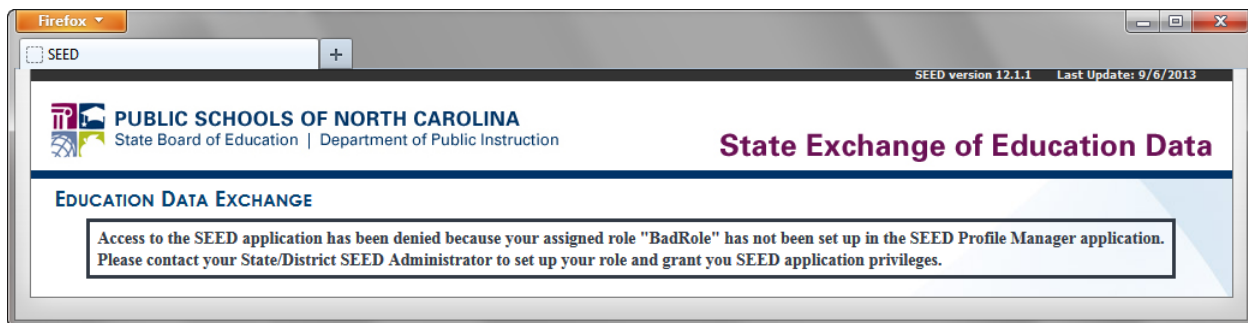 Firefox
SEED
SEED version 12.1.1 Last Update: 9/6/2013
PUBLIC SCHOOLS OF NORTH CAROLINA
State Board of Education | Department of Public Instruction
State Exchange of Education Data
EDUCATION DATA EXCHANGE
Access to the SEED application has been denied because your assigned role "BadRole" has not been set up in the SEED Profile Manager application.
Please contact your State/District SEED Administrator to set up your role and grant you SEED application privileges.